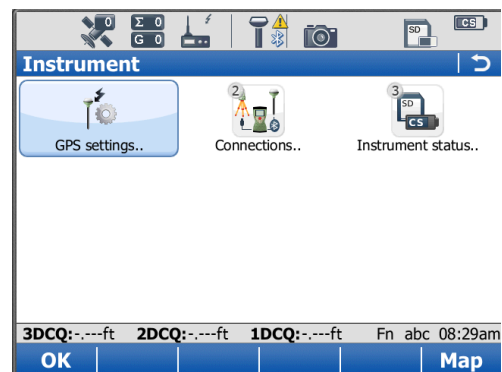 0 Σ 0 G 0 SD CS
Instrument
2 3 SD CS
GPS settings.. Connections.. Instrument status..
3DCQ:-.---ft 2DCQ:-.---ft 1DCQ:-.---ft Fn abc 08:29am
OK Map